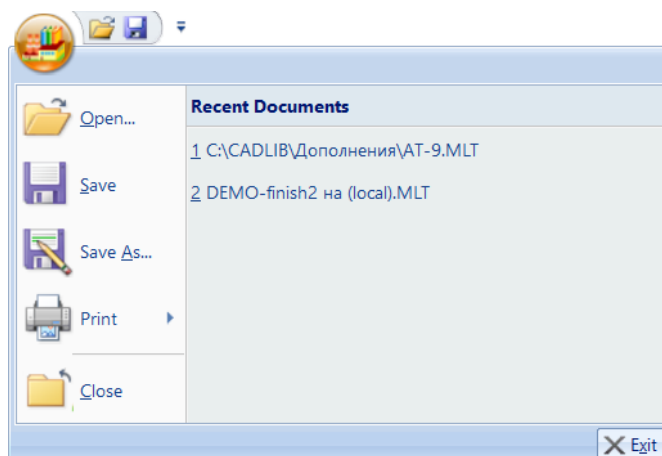 Recent Documents
Open...
1 C:\CADLIB\Дополнения\АТ-9.MLT
Save
2 DEMO-finish2 на (local).MLT
Save As...
Print
Close
Exit